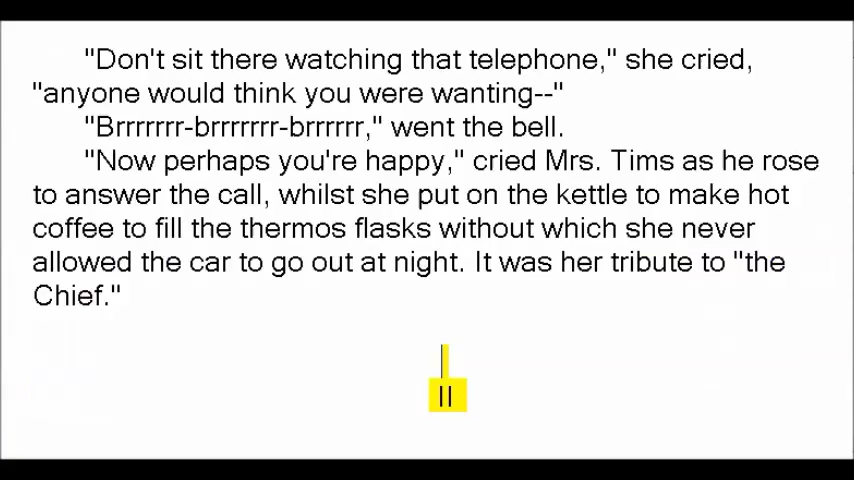 "Don't sit there watching that telephone," she cried,
"anyone would think you were wanting--"
"Brrrrrrr-brrrrrrr-brrrrrr," went the bell.
"Now perhaps you're happy," cried Mrs. Tims as he rose
to answer the call, whilst she put on the kettle to make hot
coffee to fill the thermos flasks without which she never
allowed the car to go out at night. It was her tribute to "the
Chief."
II